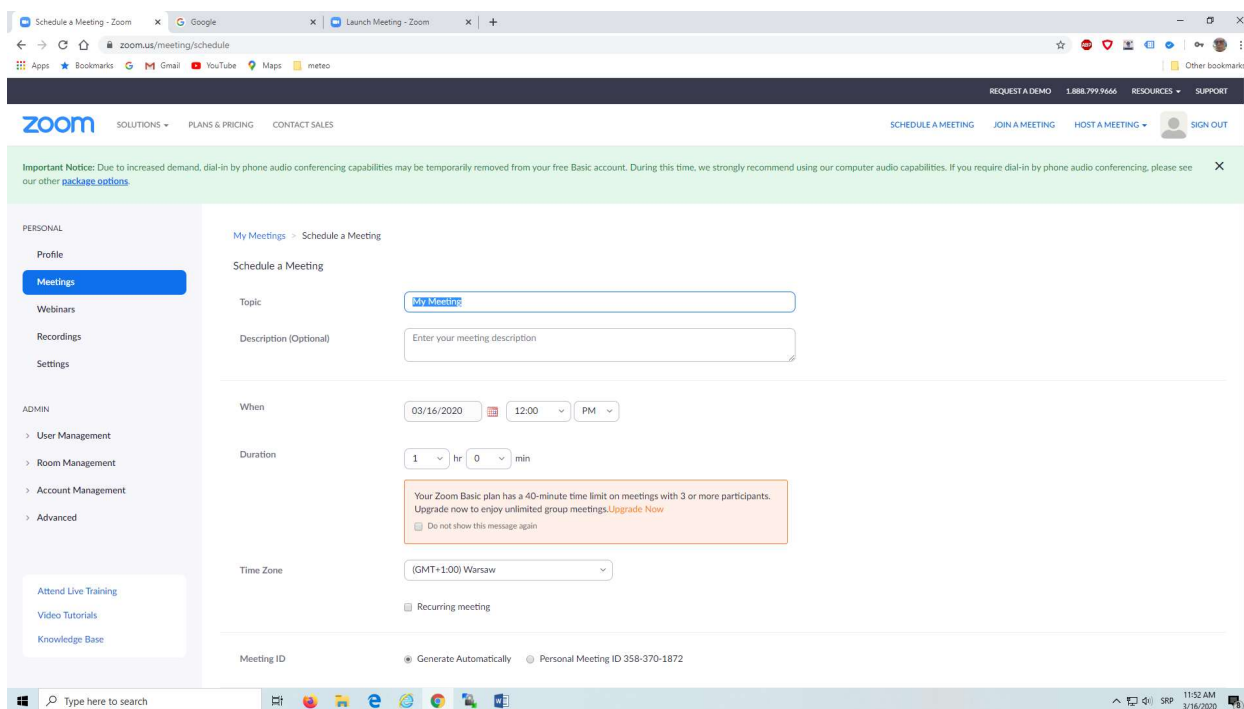 Schedule a Meeting - Zoom
Google
Launch Meeting - Zoom
zoom.us/meeting/schedule
Apps Bookmarks Gmail YouTube Maps meteo Other bookmarks
REQUEST A DEMO 1.888.799.9666 RESOURCES SUPPORT
zoom SOLUTIONS PLANS & PRICING CONTACT SALES SCHEDULE A MEETING JOIN A MEETING HOST A MEETING SIGN OUT
Important Notice: Due to increased demand, dial-in by phone audio conferencing capabilities may be temporarily removed from your free Basic account. During this time, we strongly recommend using our computer audio capabilities. If you require dial-in by phone audio conferencing, please see
our other package options.
PERSONAL
Profile
Meetings
Webinars
Recordings
Settings
ADMIN
User Management
Room Management
Account Management
Advanced
Attend Live Training
Video Tutorials
Knowledge Base
My Meetings > Schedule a Meeting
Schedule a Meeting
Topic My Meeting
Description (Optional) Enter your meeting description
When 03/16/2020 12:00 PM
Duration 1 hr 0 min
Your Zoom Basic plan has a 40-minute time limit on meetings with 3 or more participants.
Upgrade now to enjoy unlimited group meetings.Upgrade Now
Do not show this message again
Time Zone (GMT+1:00) Warsaw
Recurring meeting
Meeting ID Generate Automatically Personal Meeting ID 358-370-1872
Type here to search SRP 11:52 AM
3/16/2020